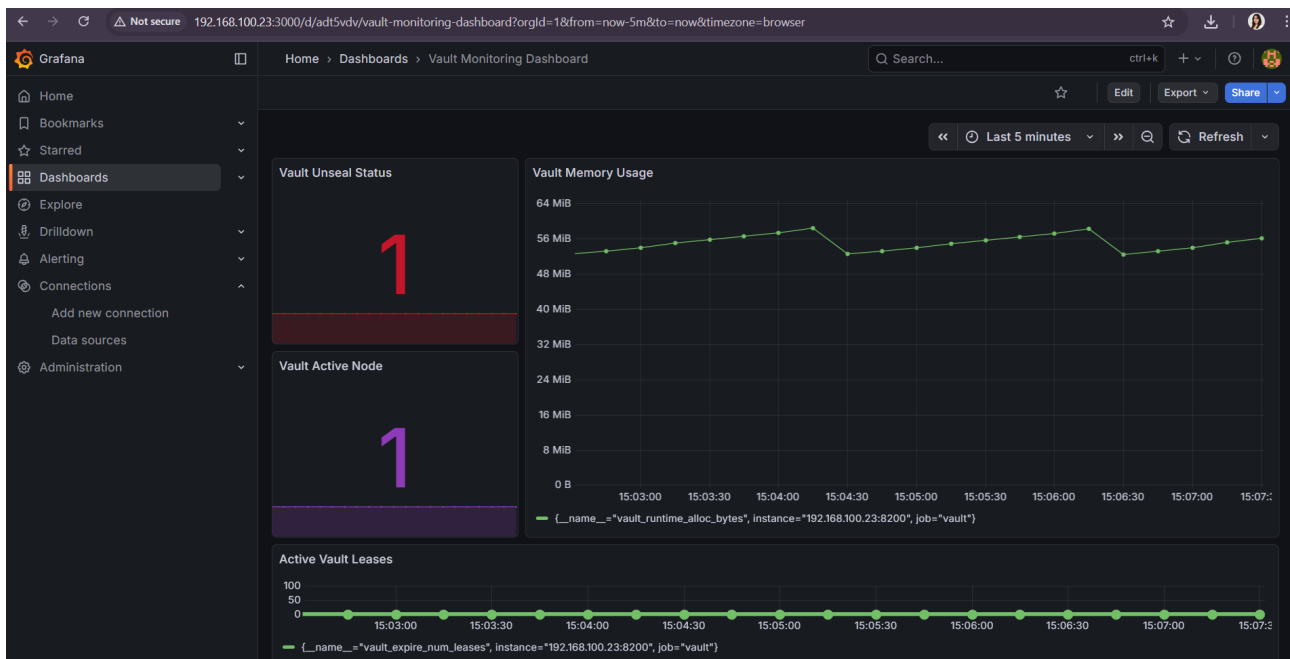 Not secure 192.168.100.23:3000/d/adt5vdv/vault-monitoring-dashboard?orgId=1&from=now-5m&to=now&timezone=browser
Grafana
Home › Dashboards › Vault Monitoring Dashboard
Search...
ctrl+k
Home
Bookmarks
Starred
Dashboards
Explore
Drilldown
Alerting
Connections
Add new connection
Data sources
Administration
Edit
Export
Share
Last 5 minutes
Refresh
Vault Unseal Status
1
Vault Active Node
1
Vault Memory Usage
64 MiB
56 MiB
48 MiB
40 MiB
32 MiB
24 MiB
16 MiB
8 MiB
0 B
15:03:00 15:03:30 15:04:00 15:04:30 15:05:00 15:05:30 15:06:00 15:06:30 15:07:00 15:07:3
{__name__="vault_runtime_alloc_bytes", instance="192.168.100.23:8200", job="vault"}
Active Vault Leases
100
50
0
15:03:00 15:03:30 15:04:00 15:04:30 15:05:00 15:05:30 15:06:00 15:06:30 15:07:00 15:07:3
{__name__="vault_expire_num_leases", instance="192.168.100.23:8200", job="vault"}